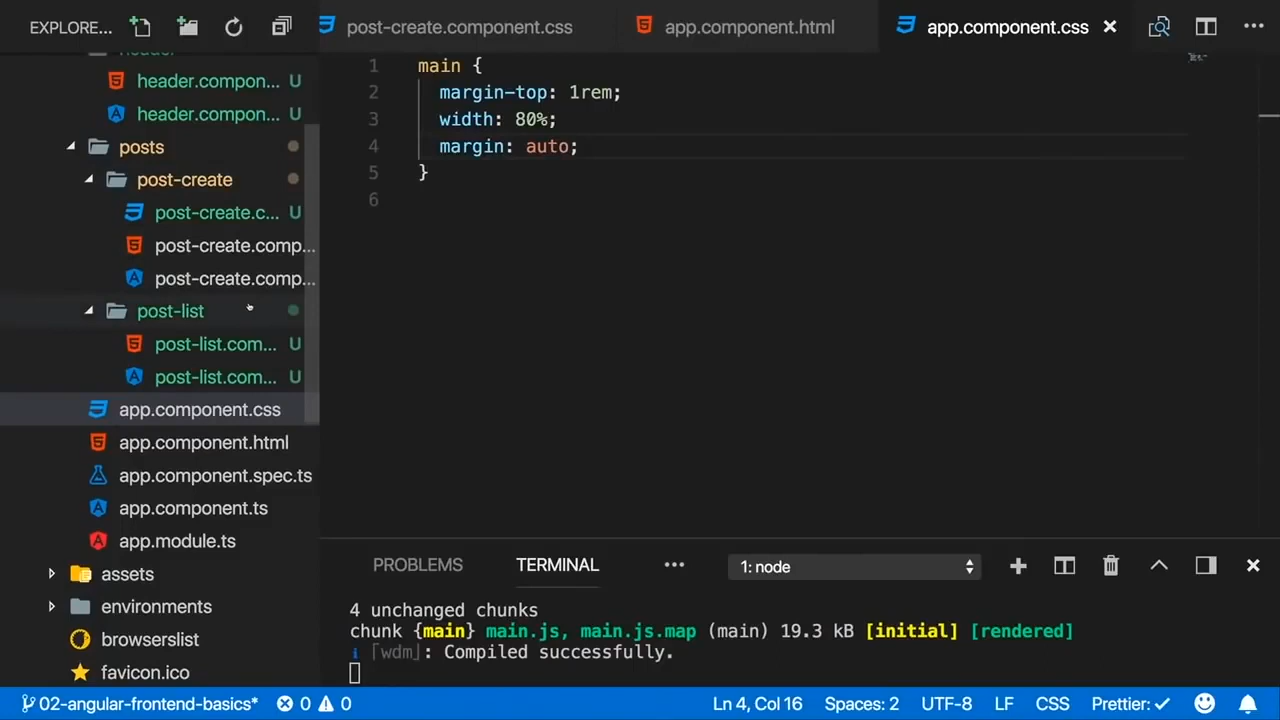 EXPLORE...
post-create.component.css
app.component.html
app.component.css
header
header.compon... U
header.compon... U
posts
post-create
post-create.c... U
post-create.comp...
post-create.comp...
post-list
post-list.com... U
post-list.com... U
app.component.css
app.component.html
app.component.spec.ts
app.component.ts
app.module.ts
assets
environments
browserslist
favicon.ico
1 main {
2 margin-top: 1rem;
3 width: 80%;
4 margin: auto;
5 }
6
PROBLEMS TERMINAL ... 1: node
4 unchanged chunks
chunk {main} main.js, main.js.map (main) 19.3 kB [initial] [rendered]
i ｢wdm｣: Compiled successfully.
02-angular-frontend-basics* 0 0 Ln 4, Col 16 Spaces: 2 UTF-8 LF CSS Prettier: ✓